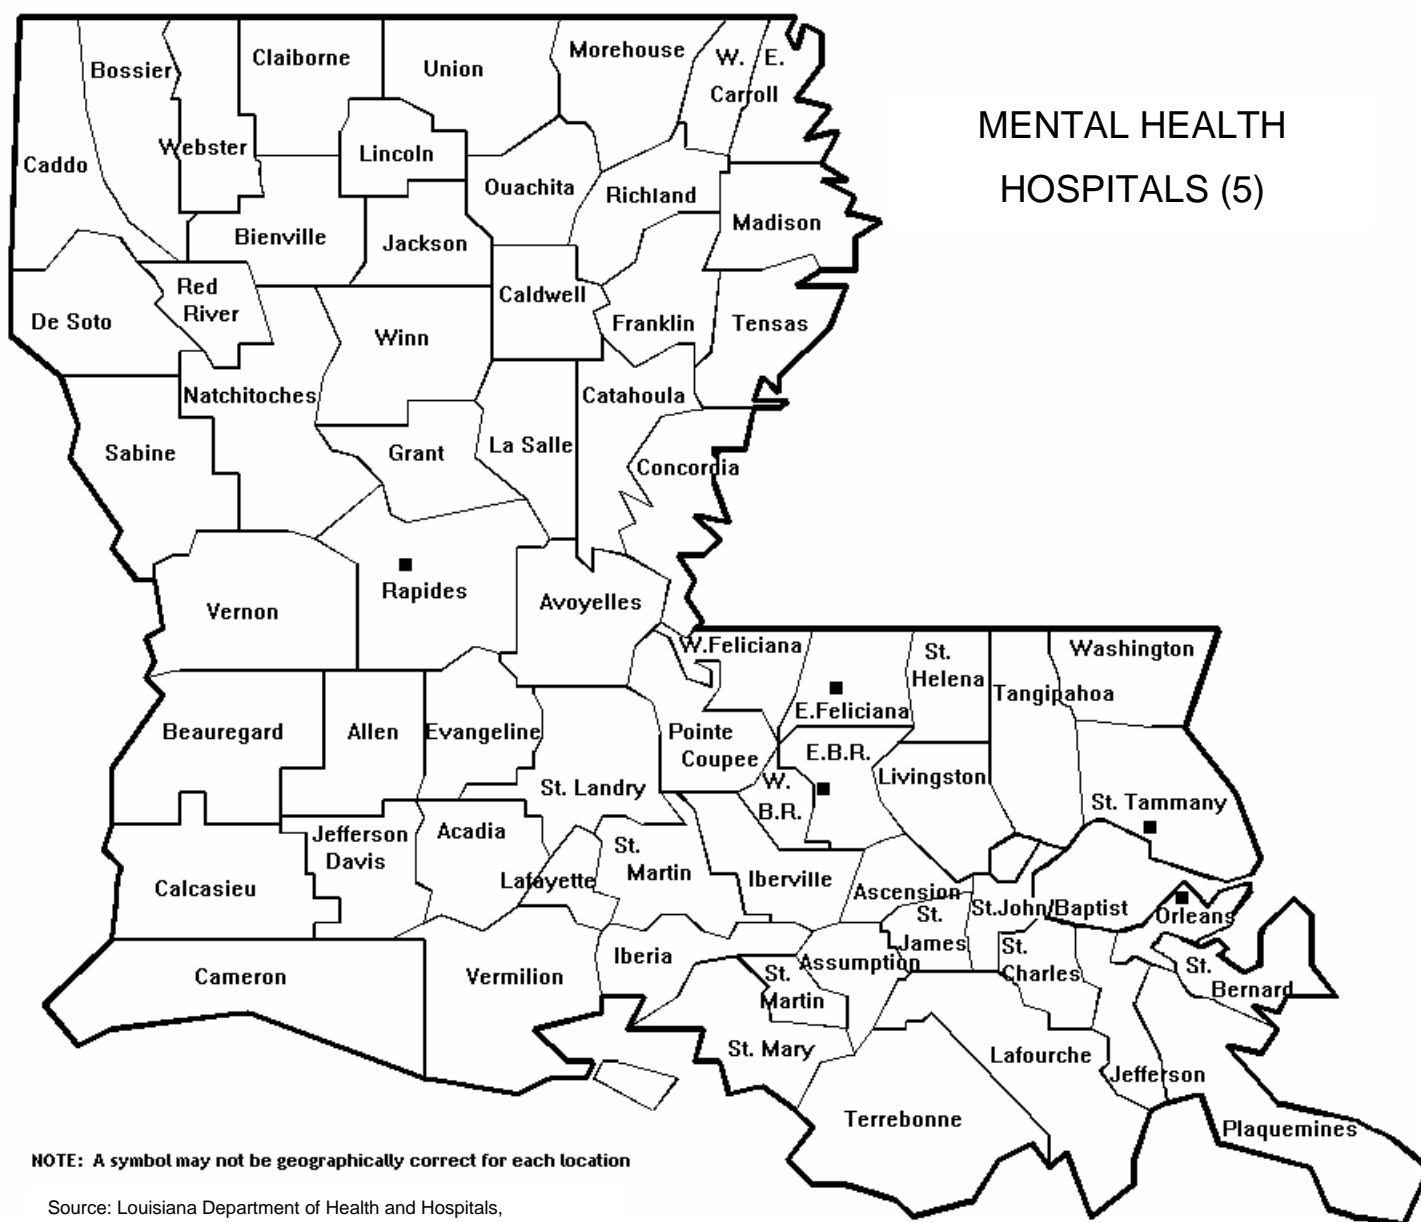 MENTAL HEALTH
HOSPITALS (5)
Claiborne
Morehouse
Union
W. E.
Carroll
Bossier
Webster
Lincoln
Caddo
Ouachita
Richland
Madison
Bienville
Jackson
Red
River
Caldwell
De Soto
Franklin
Tensas
Winn
Natchitoches
Catahoula
Sabine
Grant
La Salle
Concordia
Rapides
Avoyelles
Vernon
W.Feliciana
St.
Helena
Washington
Tangipahoa
E.Feliciana
Beauregard
Allen
Evangeline
Pointe
Coupee
E.B.R.
W.
B.R.
Livingston
St. Landry
St. Tammany
Jefferson
Davis
Acadia
St.
Martin
Calcasieu
Lafayette
Iberville
Ascension
St.John/Baptist
Orleans
St.
James
St.
Charles
Cameron
Vermilion
Iberia
Assumption
St.
Martin
St.
Bernard
St. Mary
Lafourche
Jefferson
Terrebonne
Plaquemines
NOTE: A symbol may not be geographically correct for each location
Source: Louisiana Department of Health and Hospitals,